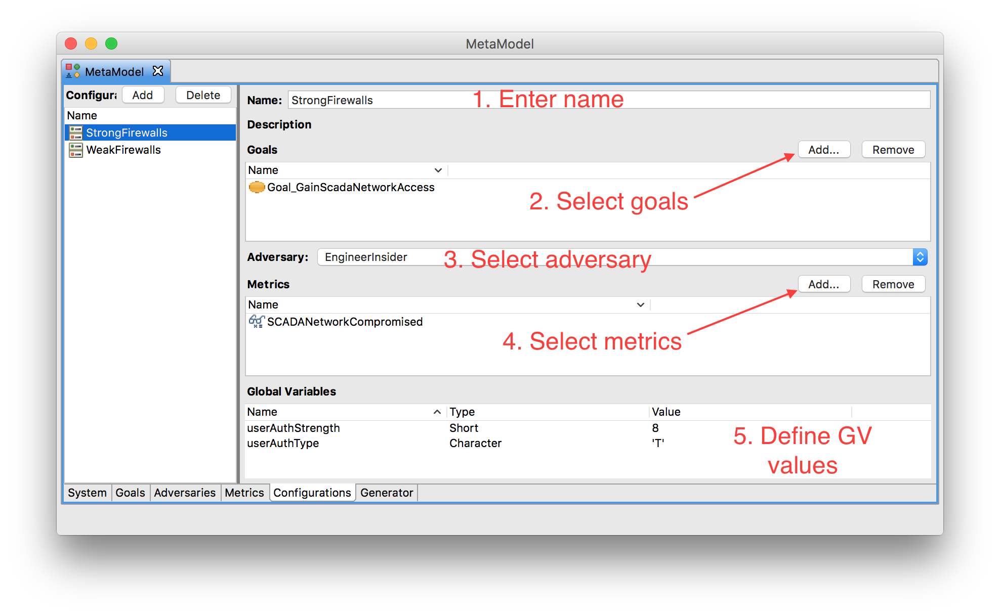 MetaModel
MetaModel
Configura Add Delete
Name
StrongFirewalls
WeakFirewalls
Name: StrongFirewalls 1. Enter name
Description
Goals Add... Remove
Name
Goal_GainScadaNetworkAccess
2. Select goals
Adversary: EngineerInsider 3. Select adversary
Metrics Add... Remove
Name
SCADANetworkCompromised
4. Select metrics
Global Variables
Name Type Value
userAuthStrength Short 8
userAuthType Character 'T'
5. Define GV
values
System Goals Adversaries Metrics Configurations Generator